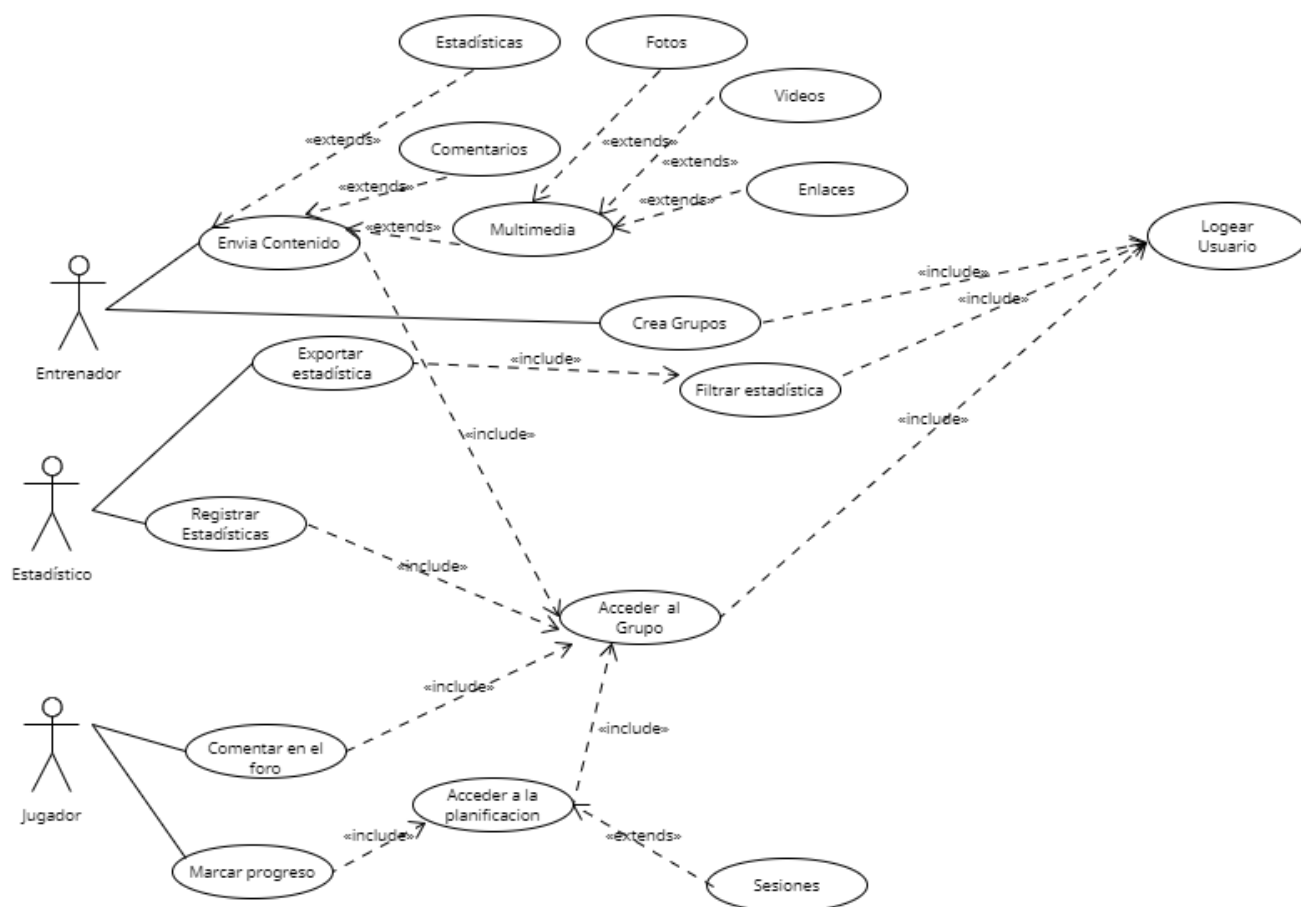 Estadísticas
Fotos
Videos
«extends»
Comentarios
«extends»
«extends»
«extends»
«extends»
Enlaces
«extends»
Multimedia
Envia Contenido
Logear
Usuario
«include»
«include»
Crea Grupos
Entrenador
Exportar
estadística
«include»
Filtrar estadística
«include»
«include»
Registrar
Estadísticas
Estadístico
«include»
Acceder al
Grupo
«include»
«include»
Comentar en el
foro
Jugador
Acceder a la
planificacion
«include»
«extends»
Marcar progreso
Sesiones